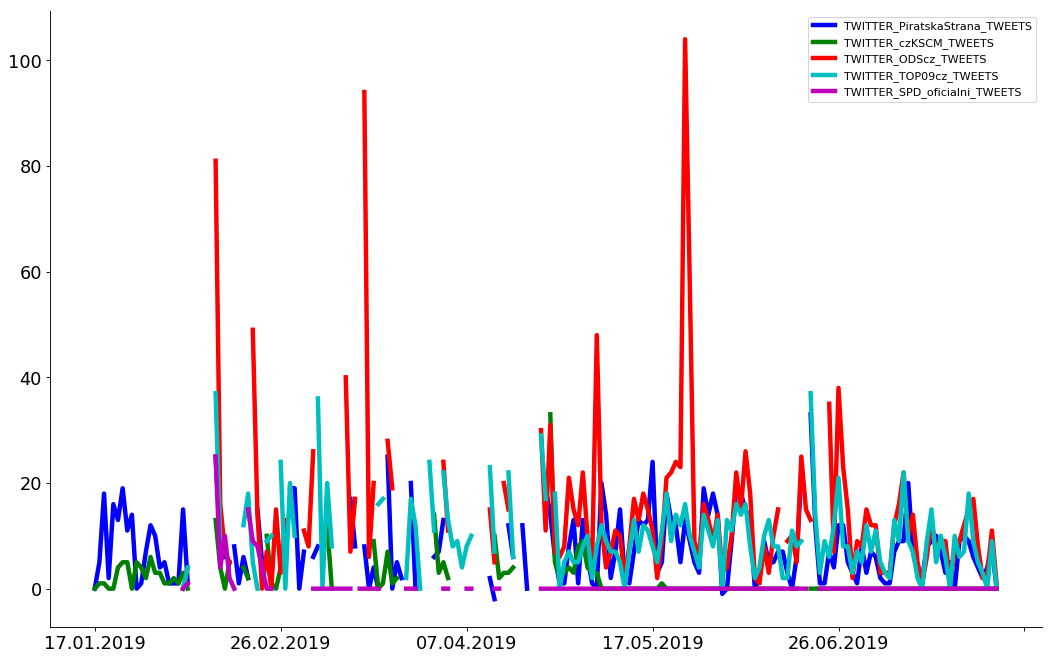 TWITTER_PiratskaStrana_TWEETS
TWITTER_czKSCM_TWEETS
TWITTER_ODScz_TWEETS
TWITTER_TOP09cz_TWEETS
TWITTER_SPD_oficialni_TWEETS
100
80
60
40
20
0
17.01.2019 26.02.2019 07.04.2019 17.05.2019 26.06.2019